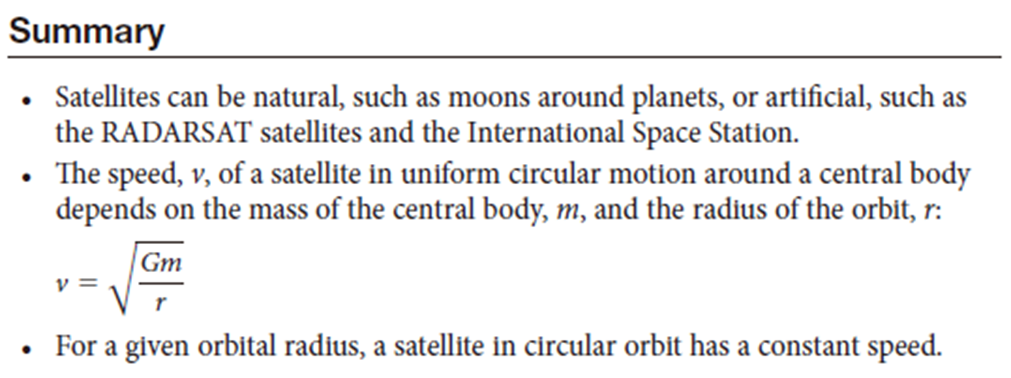 Summary
• Satellites can be natural, such as moons around planets, or artificial, such as
the RADARSAT satellites and the International Space Station.
• The speed, v, of a satellite in uniform circular motion around a central body
depends on the mass of the central body, m, and the radius of the orbit, r:
v = √(Gm/r)
• For a given orbital radius, a satellite in circular orbit has a constant speed.